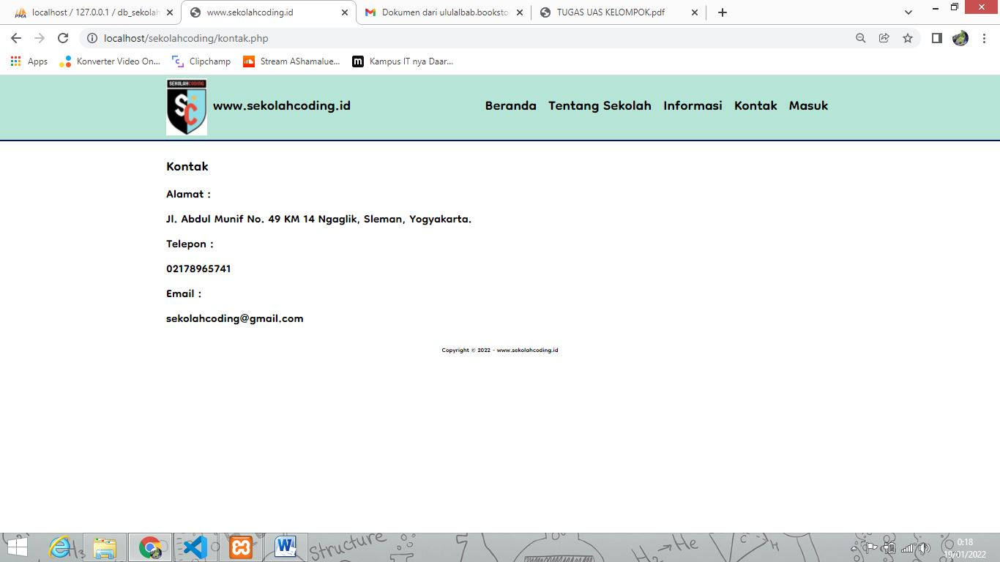 localhost / 127.0.0.1 / db_sekolah
www.sekolahcoding.id
Dokumen dari ululalbab.booksto
TUGAS UAS KELOMPOK.pdf
localhost/sekolahcoding/kontak.php
Apps
Konverter Video On...
Clipchamp
Stream AShamalue...
Kampus IT nya Daar...
SEKOLAHCODING
SC
www.sekolahcoding.id
Beranda
Tentang Sekolah
Informasi
Kontak
Masuk
Kontak
Alamat :
Jl. Abdul Munif No. 49 KM 14 Ngaglik, Sleman, Yogyakarta.
Telepon :
02178965741
Email :
sekolahcoding@gmail.com
Copyright © 2022 - www.sekolahcoding.id
structure
H₂→He
0:18
19/01/2022